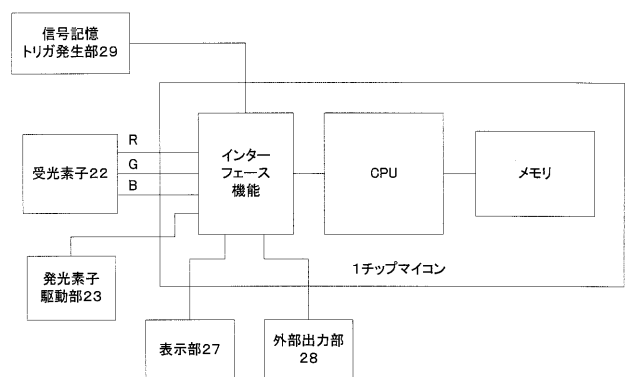 信号記憶
トリガ発生部29
受光素子22
R
G
B
インター
フェース
機能
CPU
メモリ
1チップマイコン
発光素子
駆動部23
表示部27
外部出力部
28